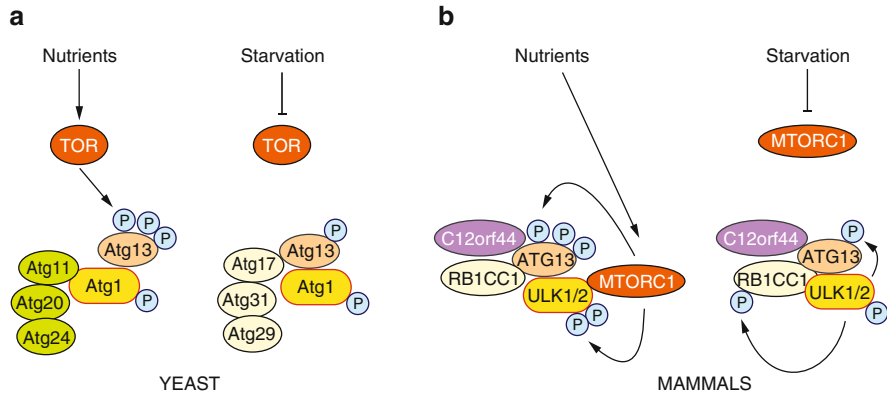 a
Nutrients
Starvation
TOR
TOR
P
P
P
Atg13
Atg11
Atg1
P
Atg20
Atg24
P
Atg13
Atg17
Atg1
P
Atg31
Atg29
YEAST
b
Nutrients
Starvation
MTORC1
C12orf44
P
P
P
ATG13
RB1CC1
MTORC1
ULK1/2
P
P
C12orf44
P
ATG13
RB1CC1
P
ULK1/2
P
MAMMALS